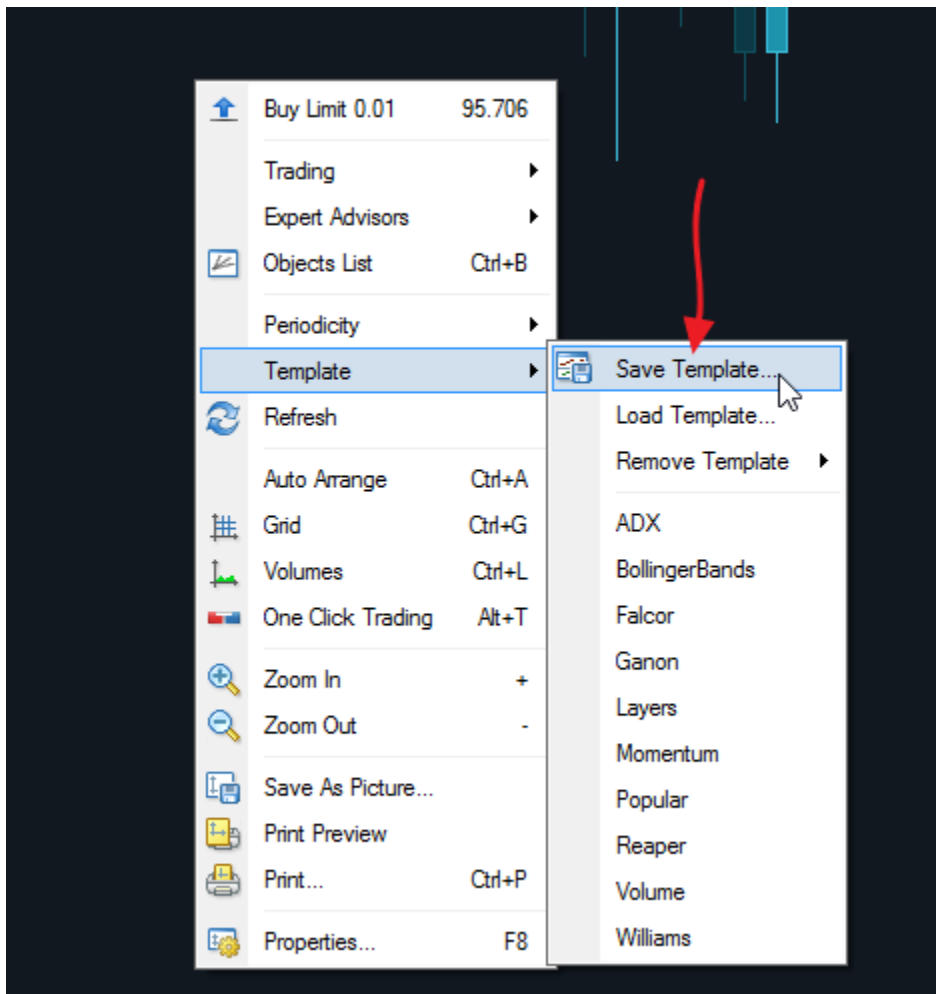 Buy Limit 0.01 95.706
Trading
Expert Advisors
Objects List Ctrl+B
Periodicity
Template
Refresh
Auto Arrange Ctrl+A
Grid Ctrl+G
Volumes Ctrl+L
One Click Trading Alt+T
Zoom In +
Zoom Out -
Save As Picture...
Print Preview
Print... Ctrl+P
Properties... F8
Save Template...
Load Template...
Remove Template
ADX
BollingerBands
Falcor
Ganon
Layers
Momentum
Popular
Reaper
Volume
Williams